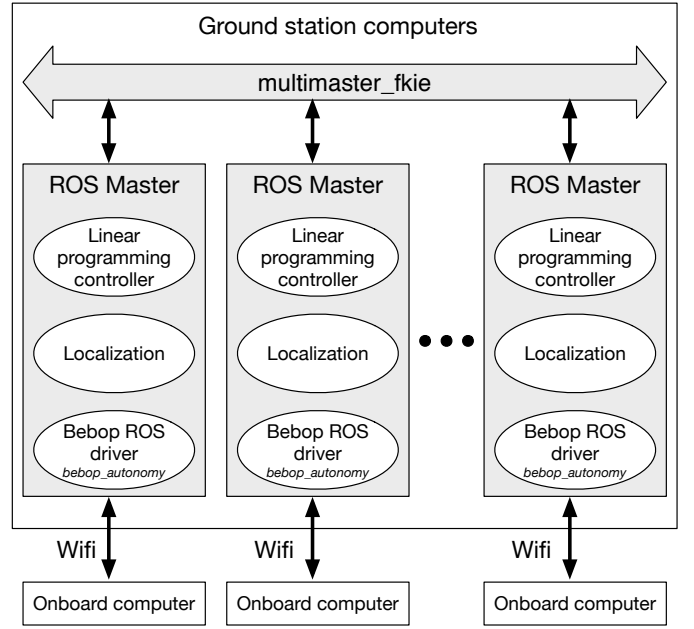 Ground station computers
multimaster_fkie
ROS Master
Linear
programming
controller
Localization
Bebop ROS
driver
bebop_autonomy
Wifi
Onboard computer
ROS Master
Linear
programming
controller
Localization
Bebop ROS
driver
bebop_autonomy
Wifi
Onboard computer
ROS Master
Linear
programming
controller
Localization
Bebop ROS
driver
bebop_autonomy
Wifi
Onboard computer